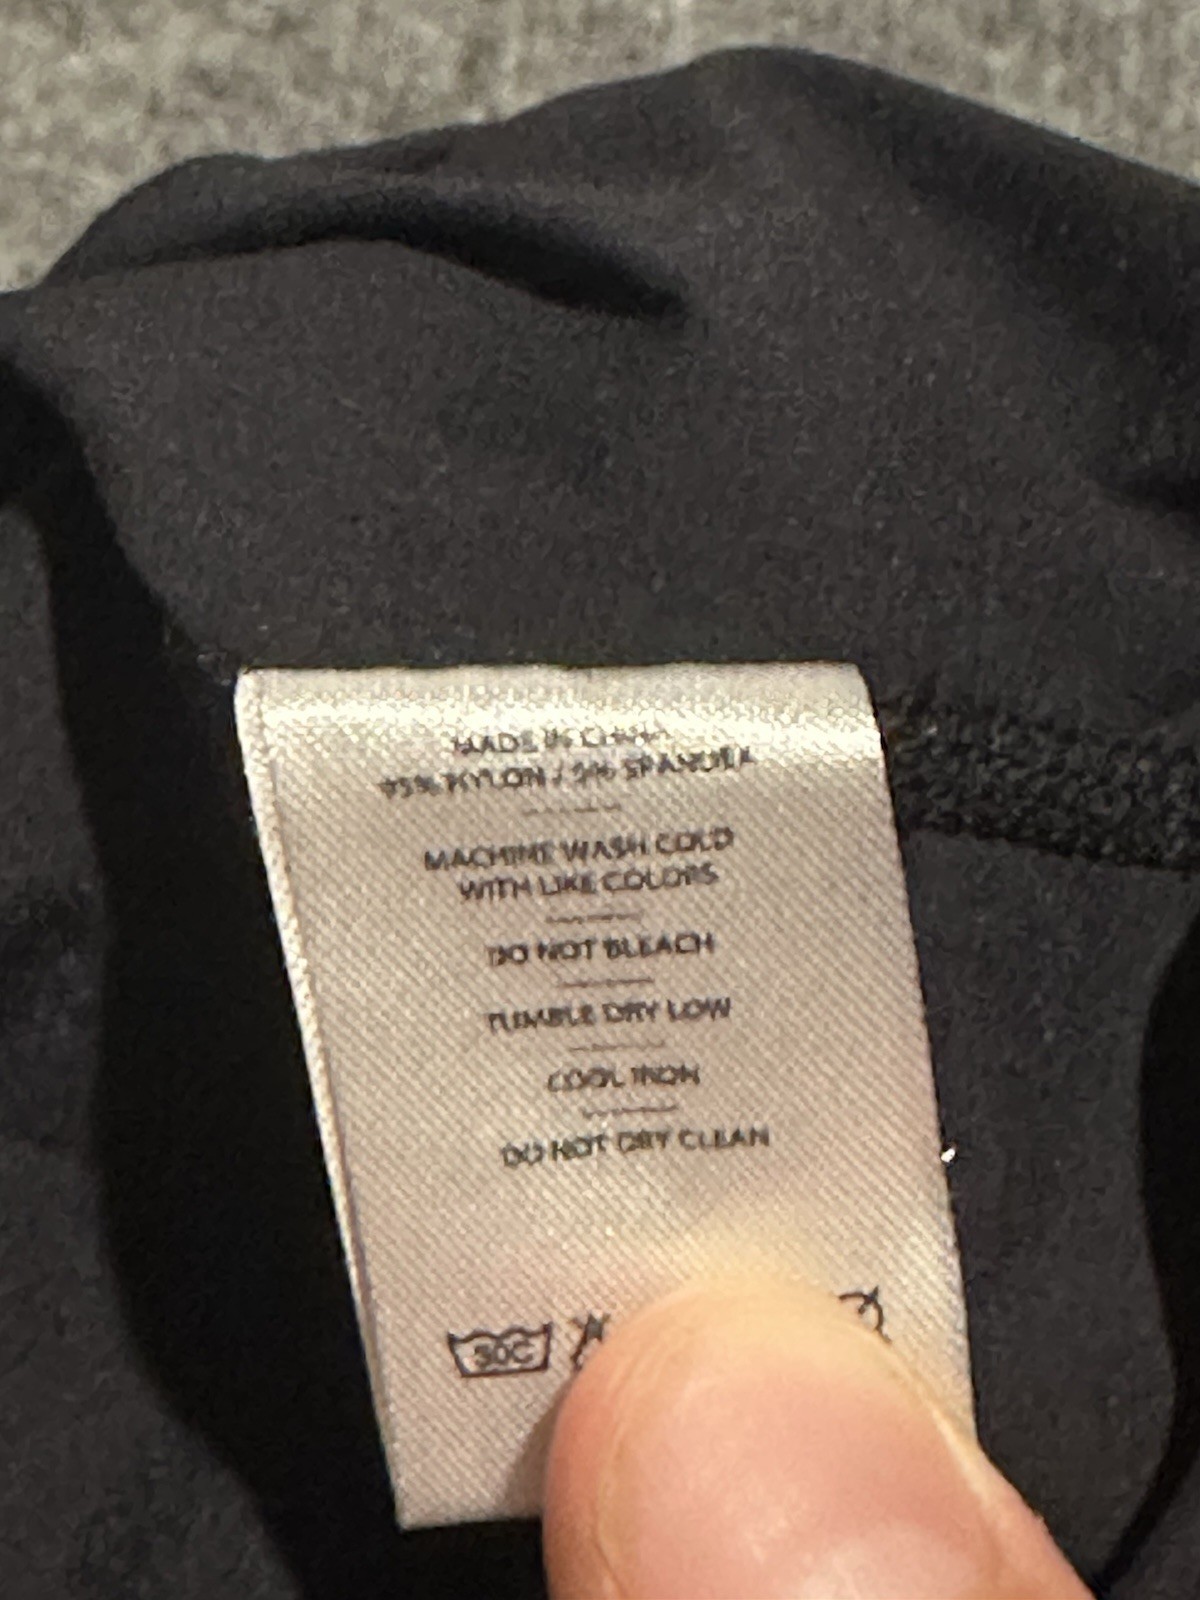 MADE IN CHINA
95% NYLON / 5% SPANDEX
MACHINE WASH COLD
WITH LIKE COLORS
DO NOT BLEACH
TUMBLE DRY LOW
COOL IRON
DO NOT DRY CLEAN
30C